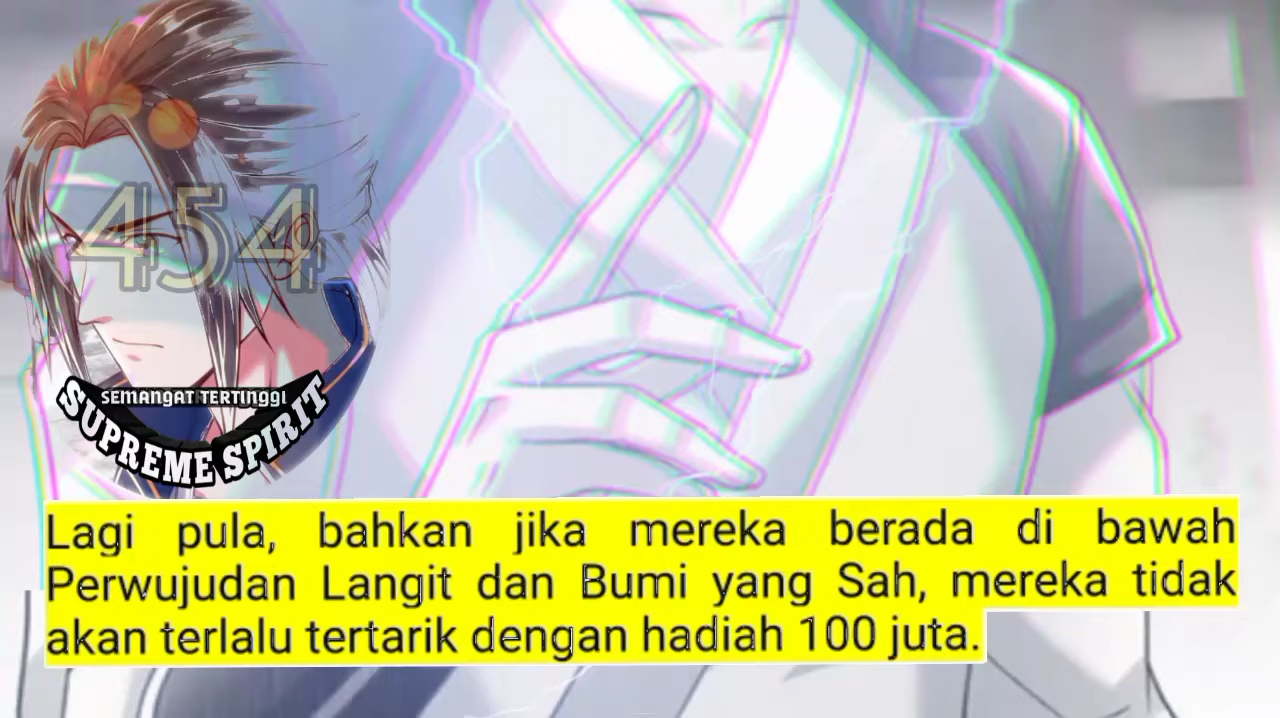 454
SEMANGAT TERTINGGI
SUPREME SPIRIT
Lagi pula, bahkan jika mereka berada di bawah
Perwujudan Langit dan Bumi yang Sah, mereka tidak
akan terlalu tertarik dengan hadiah 100 juta.